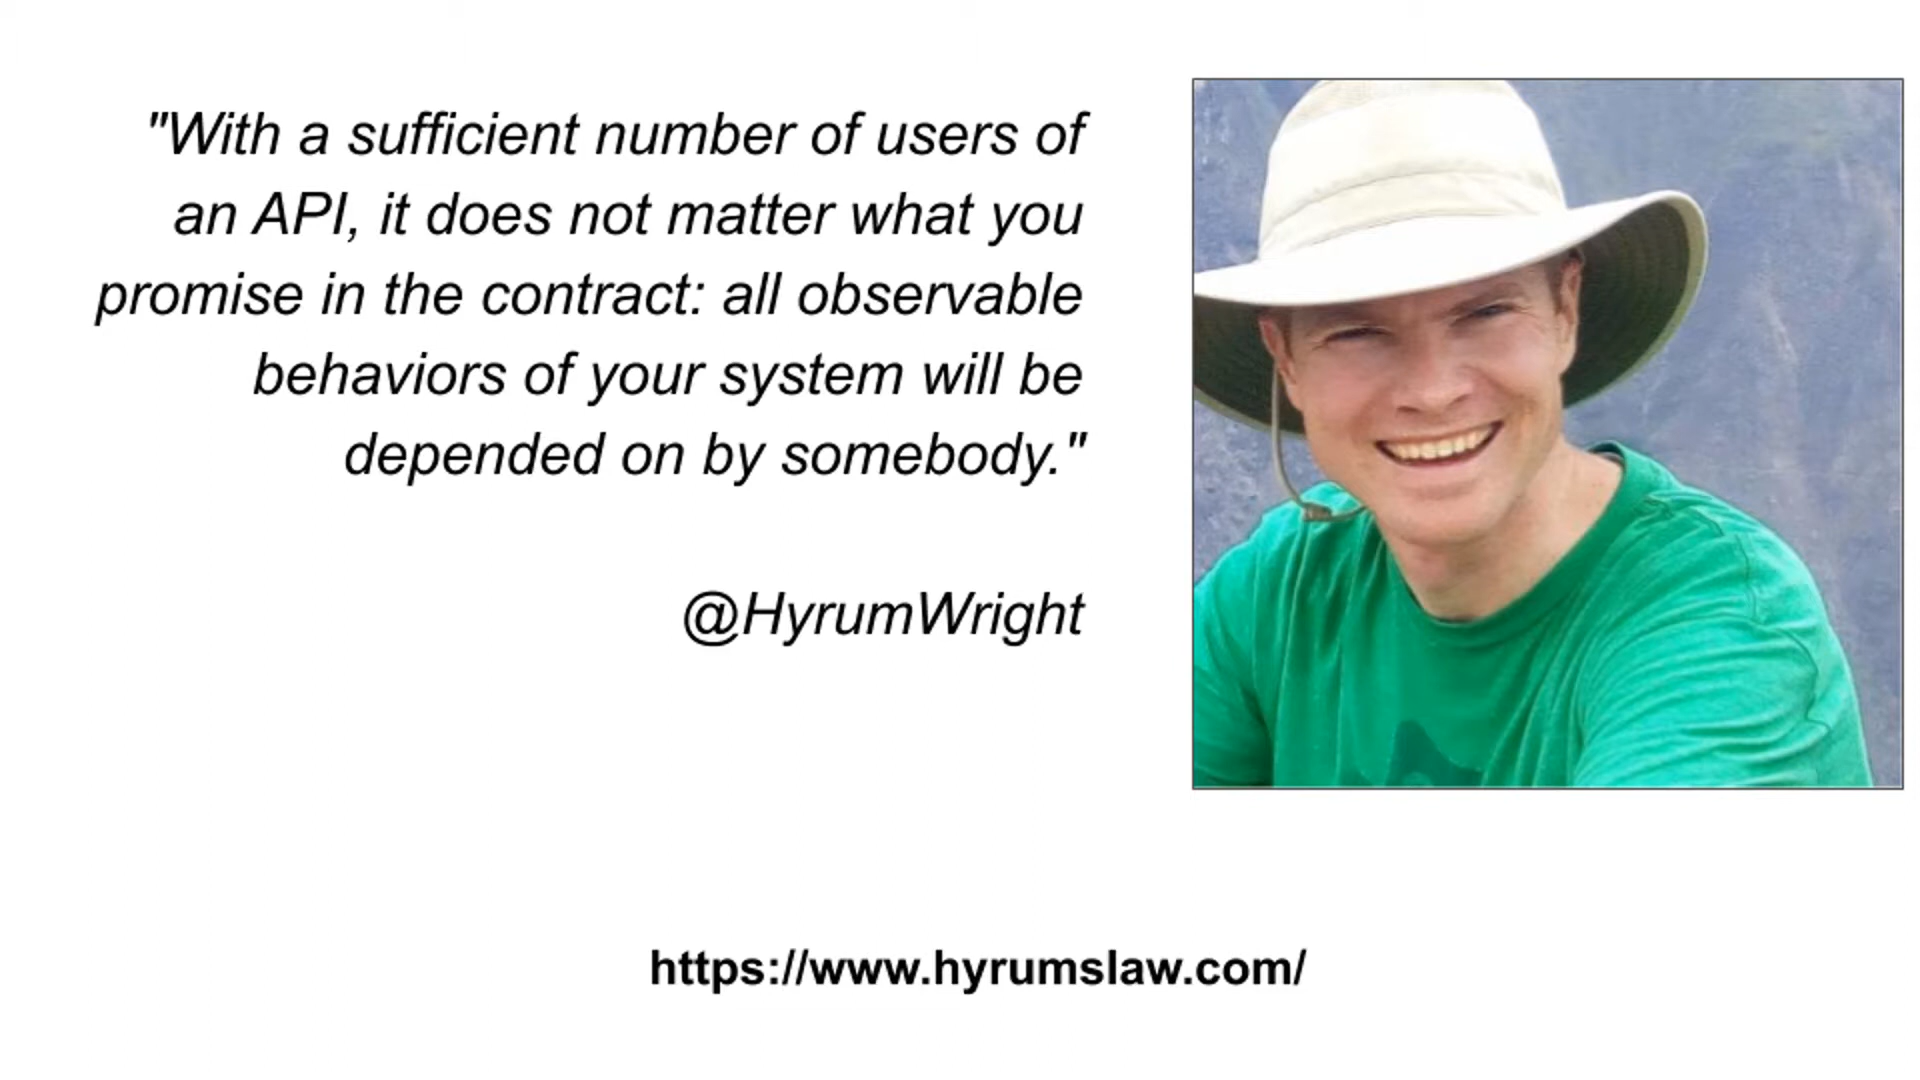 "With a sufficient number of users of
an API, it does not matter what you
promise in the contract: all observable
behaviors of your system will be
depended on by somebody."
@HyrumWright
https://www.hyrumslaw.com/